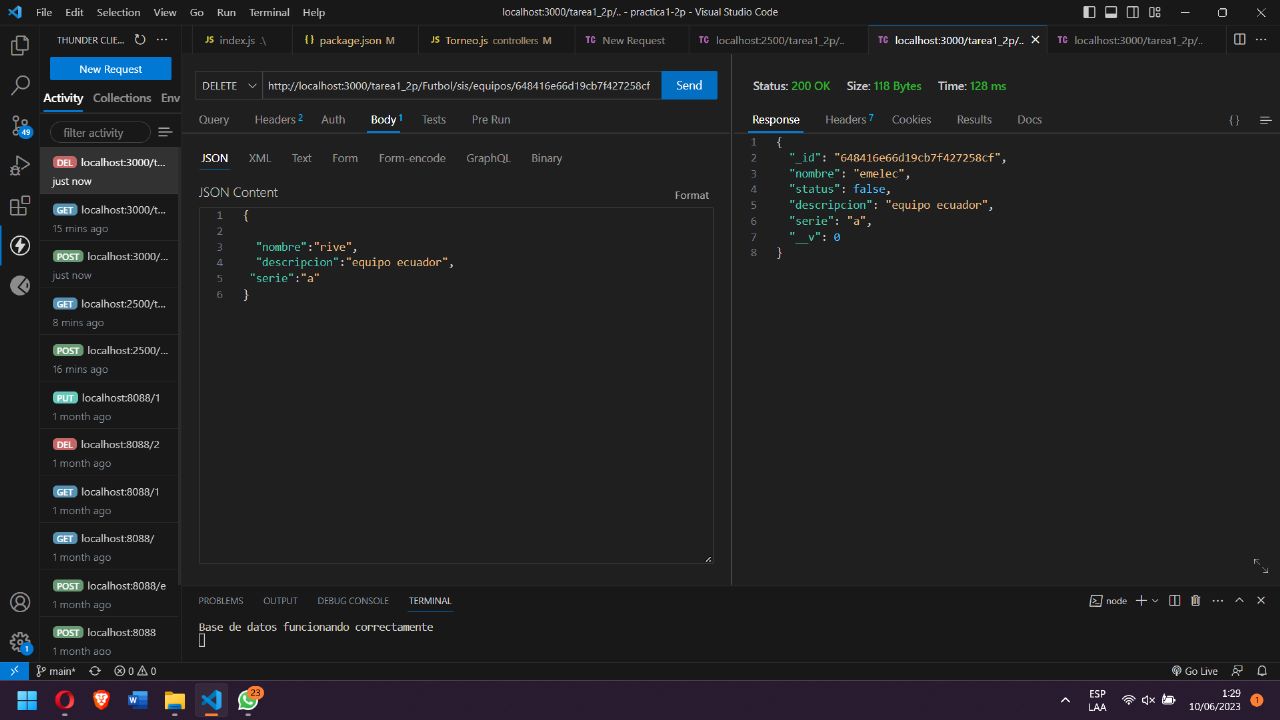 File Edit Selection View Go Run Terminal Help
localhost:3000/tarea1_2p/.. - practica1-2p - Visual Studio Code
THUNDER CLIE...
index.js .\
package.json M
Torneo.js controllers M
New Request
localhost:2500/tarea1_2p/..
localhost:3000/tarea1_2p/..
localhost:3000/tarea1_2p/..
New Request
Activity Collections Env
filter activity
DEL localhost:3000/t...
just now
GET localhost:3000/t...
15 mins ago
POST localhost:3000/...
just now
GET localhost:2500/t...
8 mins ago
POST localhost:2500/...
16 mins ago
PUT localhost:8088/1
1 month ago
DEL localhost:8088/2
1 month ago
GET localhost:8088/1
1 month ago
GET localhost:8088/
1 month ago
POST localhost:8088/e
1 month ago
POST localhost:8088
1 month ago
49
1
DELETE http://localhost:3000/tarea1_2p/Futbol/sis/equipos/648416e66d19cb7f427258cf Send
Query Headers 2 Auth Body 1 Tests Pre Run
JSON XML Text Form Form-encode GraphQL Binary
JSON Content Format
1 {
2
3 "nombre":"rive",
4 "descripcion":"equipo ecuador",
5 "serie":"a"
6 }
Status: 200 OK Size: 118 Bytes Time: 128 ms
Response Headers 7 Cookies Results Docs { }
1 {
2 "_id": "648416e66d19cb7f427258cf",
3 "nombre": "emelec",
4 "status": false,
5 "descripcion": "equipo ecuador",
6 "serie": "a",
7 "__v": 0
8 }
PROBLEMS OUTPUT DEBUG CONSOLE TERMINAL node
Base de datos funcionando correctamente
main* 0 0 Go Live
23
ESP
LAA
1:29
10/06/2023
1